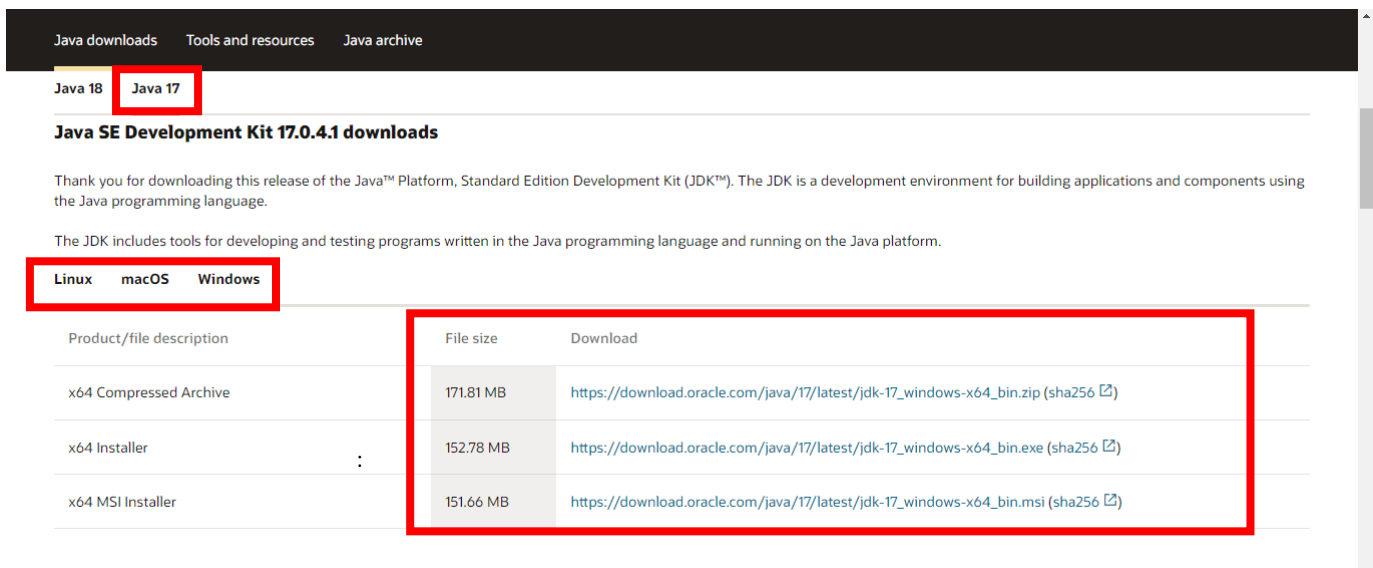 Java downloads Tools and resources Java archive
Java 18 Java 17
Java SE Development Kit 17.0.4.1 downloads
Thank you for downloading this release of the Java™ Platform, Standard Edition Development Kit (JDK™). The JDK is a development environment for building applications and components using
the Java programming language.
The JDK includes tools for developing and testing programs written in the Java programming language and running on the Java platform.
Linux macOS Windows
Product/file description File size Download
x64 Compressed Archive 171.81 MB https://download.oracle.com/java/17/latest/jdk-17_windows-x64_bin.zip (sha256)
x64 Installer : 152.78 MB https://download.oracle.com/java/17/latest/jdk-17_windows-x64_bin.exe (sha256)
x64 MSI Installer 151.66 MB https://download.oracle.com/java/17/latest/jdk-17_windows-x64_bin.msi (sha256)